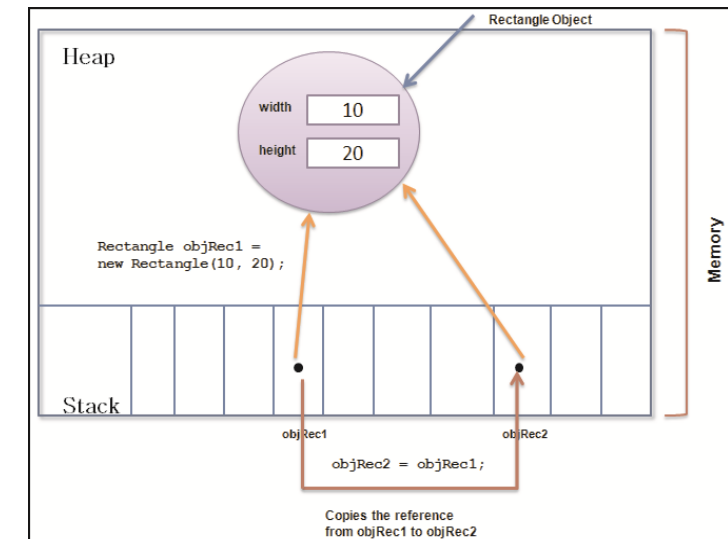 Rectangle Object
Heap
width 10
height 20
Rectangle objRec1 =
new Rectangle(10, 20);
Memory
Stack
objRec1
objRec2
objRec2 = objRec1;
Copies the reference
from objRec1 to objRec2